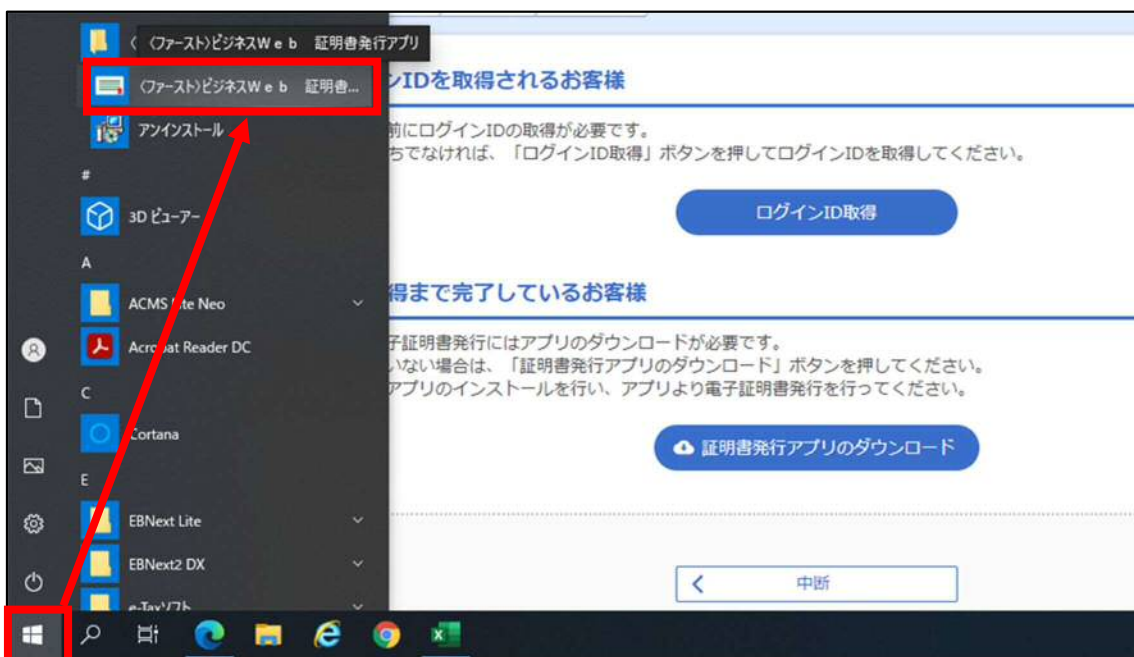 〈ファースト〉ビジネスWeb 証明書発行アプリ
〈ファースト〉ビジネスWeb 証明書...
アンインストール
#
3D ビューアー
A
ACMS Lite Neo
Acrobat Reader DC
C
Cortana
E
EBNext Lite
EBNext2 DX
e-Taxソフト
ンIDを取得されるお客様
前にログインIDの取得が必要です。
ちでなければ、「ログインID取得」ボタンを押してログインIDを取得してください。
ログインID取得
得まで完了しているお客様
子証明書発行にはアプリのダウンロードが必要です。
いない場合は、「証明書発行アプリのダウンロード」ボタンを押してください。
アプリのインストールを行い、アプリより電子証明書発行を行ってください。
証明書発行アプリのダウンロード
中断